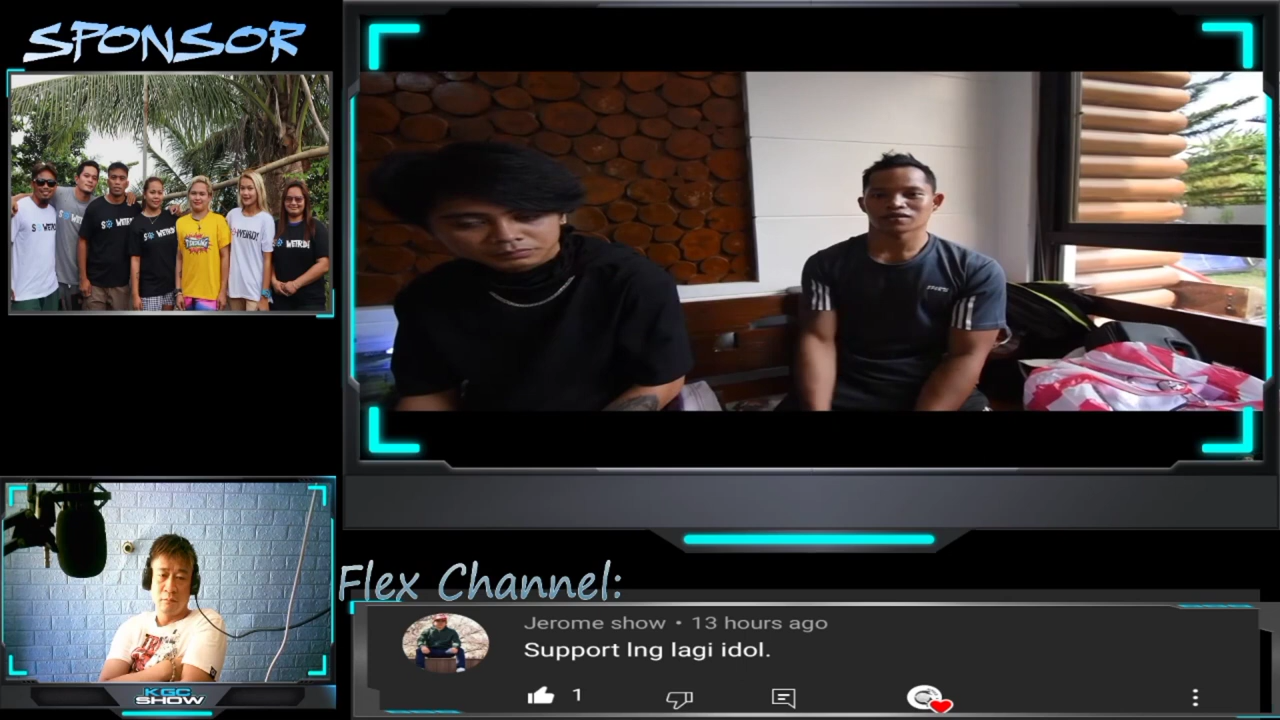 SPONSOR
Flex Channel:
Jerome show • 13 hours ago
Support lng lagi idol.
1
KGC
SHOW